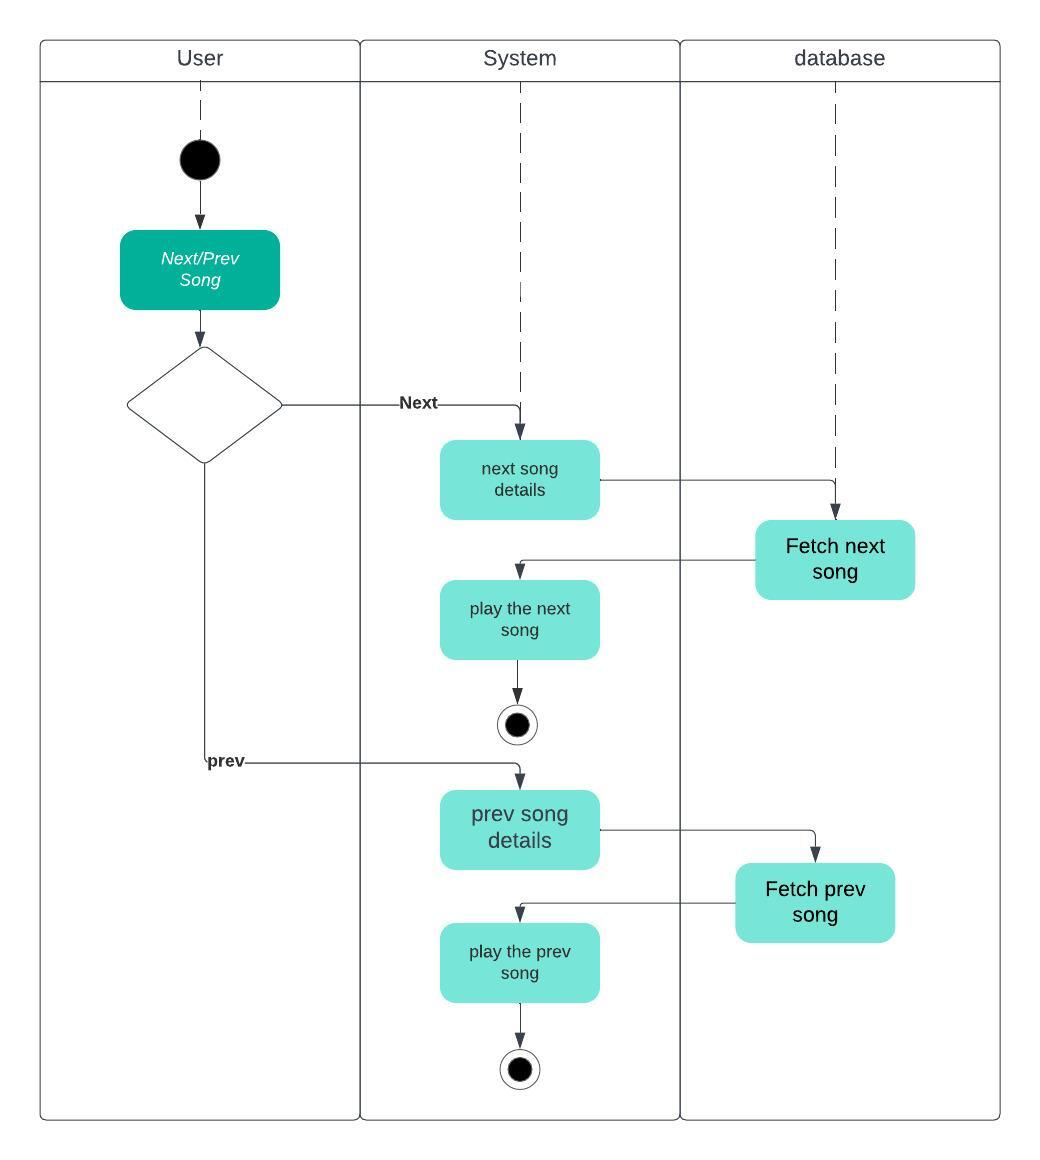 User
System
database
Next/Prev
Song
Next
next song
details
Fetch next
song
play the next
song
prev
prev song
details
Fetch prev
song
play the prev
song